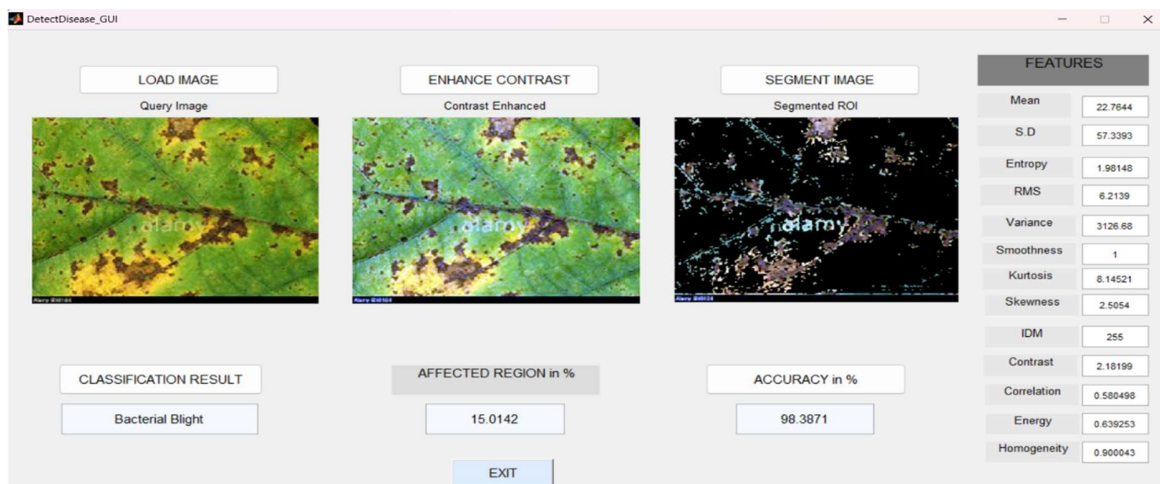 DetectDisease_GUI
LOAD IMAGE
ENHANCE CONTRAST
SEGMENT IMAGE
Query Image
Contrast Enhanced
Segmented ROI
alamy
alamy
alamy
CLASSIFICATION RESULT
AFFECTED REGION in %
ACCURACY in %
Bacterial Blight
15.0142
98.3871
EXIT
FEATURES
Mean 22.7644
S.D 57.3393
Entropy 1.98148
RMS 6.2139
Variance 3126.68
Smoothness 1
Kurtosis 8.14521
Skewness 2.5054
IDM 255
Contrast 2.18199
Correlation 0.580498
Energy 0.639253
Homogeneity 0.900043